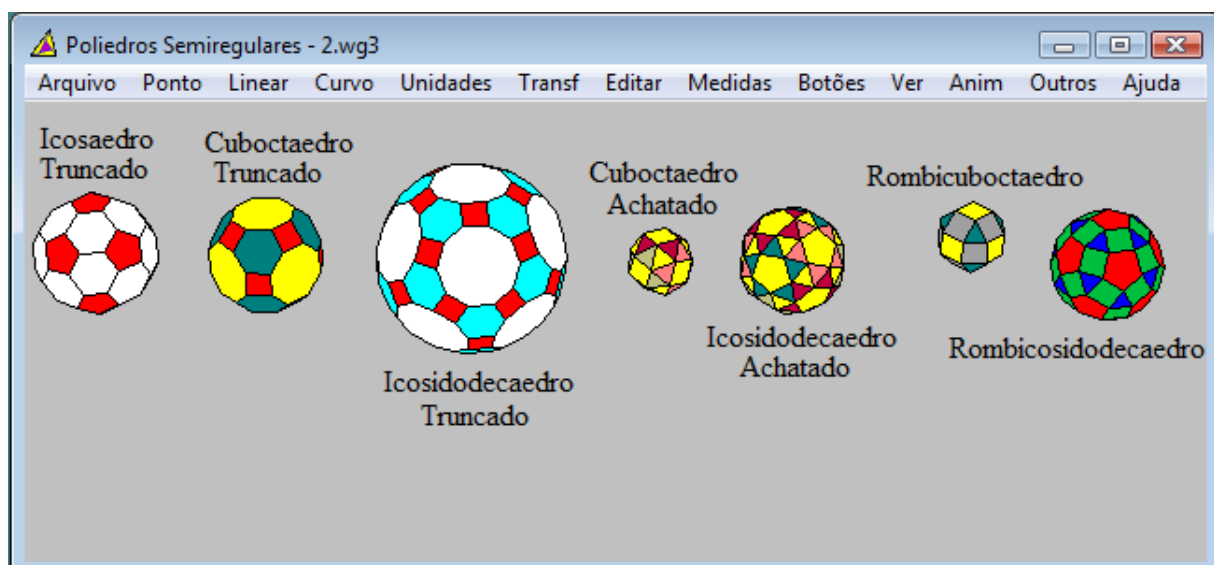 Poliedros Semiregulares - 2.wg3
Arquivo Ponto Linear Curvo Unidades Transf Editar Medidas Botões Ver Anim Outros Ajuda
Icosaedro
Truncado
Cuboctaedro
Truncado
Icosidodecaedro
Truncado
Cuboctaedro
Achatado
Icosidodecaedro
Achatado
Rombicuboctaedro
Rombicosidodecaedro